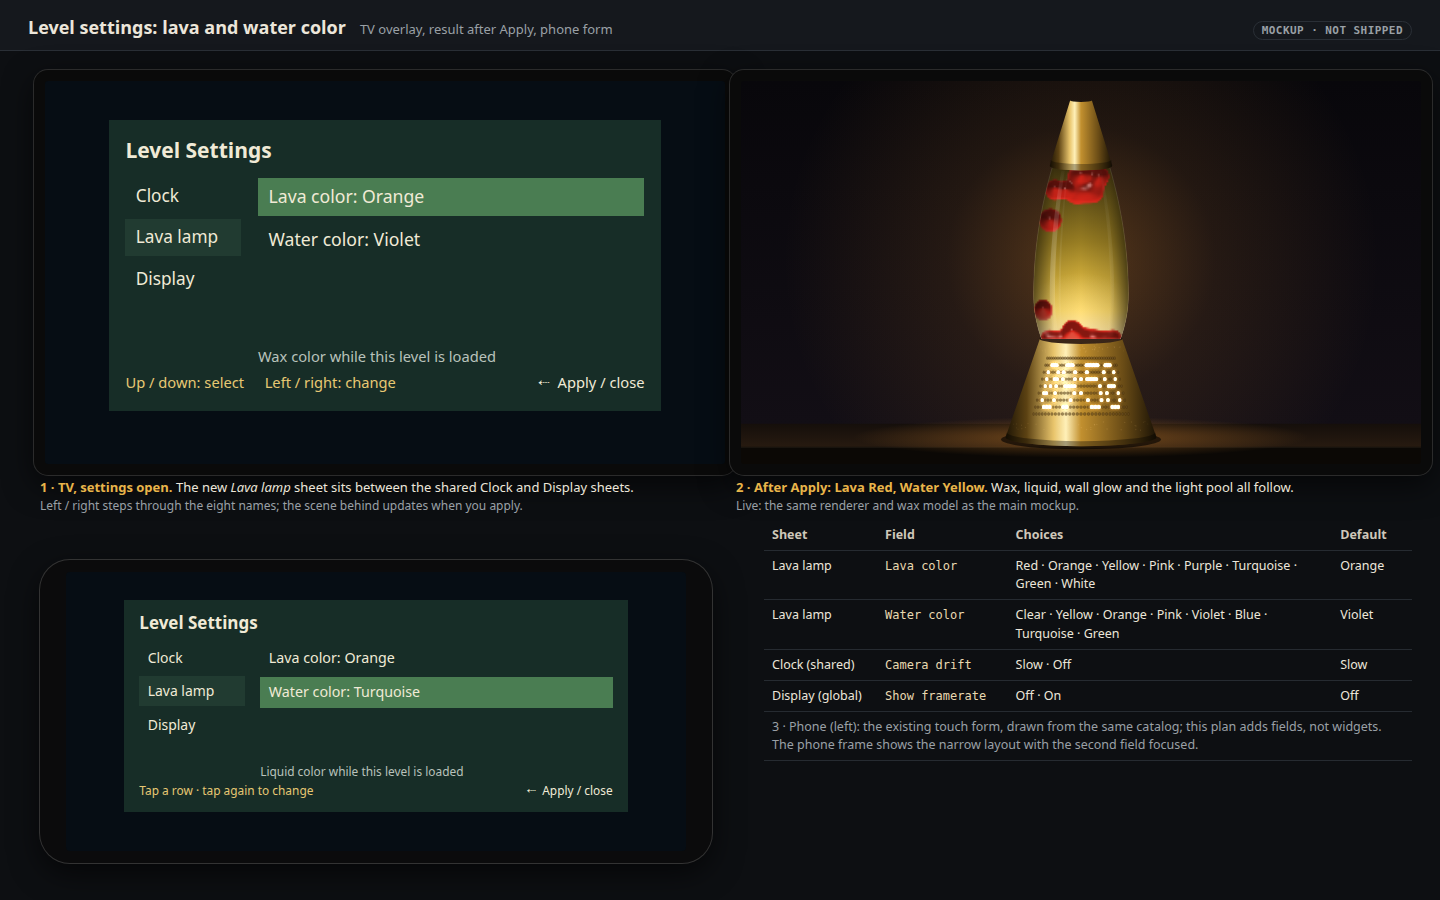 Level settings: lava and water color TV overlay, result after Apply, phone form
MOCKUP · NOT SHIPPED
Level Settings
Clock
Lava lamp
Display
Lava color: Orange
Water color: Violet
Wax color while this level is loaded
Up / down: select Left / right: change ← Apply / close
1 · TV, settings open. The new Lava lamp sheet sits between the shared Clock and Display sheets.
Left / right steps through the eight names; the scene behind updates when you apply.
2 · After Apply: Lava Red, Water Yellow. Wax, liquid, wall glow and the light pool all follow.
Live: the same renderer and wax model as the main mockup.
Level Settings
Clock
Lava lamp
Display
Lava color: Orange
Water color: Turquoise
Liquid color while this level is loaded
Tap a row · tap again to change ← Apply / close
Sheet Field Choices Default
Lava lamp Lava color Red · Orange · Yellow · Pink · Purple · Turquoise · Orange
Green · White
Lava lamp Water color Clear · Yellow · Orange · Pink · Violet · Blue · Violet
Turquoise · Green
Clock (shared) Camera drift Slow · Off Slow
Display (global) Show framerate Off · On Off
3 · Phone (left): the existing touch form, drawn from the same catalog; this plan adds fields, not widgets.
The phone frame shows the narrow layout with the second field focused.